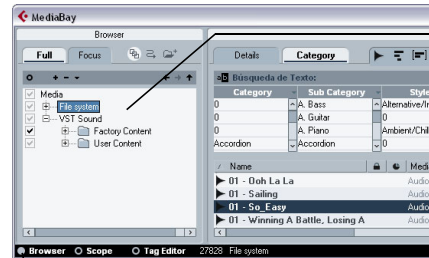 MediaBay
Browser
Full Focus
Details Category
Media
File system
VST Sound
Factory Content
User Content
Búsqueda de Texto:
Category Sub Category Style
0 A. Bass Alternative/In
0 A. Guitar 0
0 A. Piano Ambient/Chill
Accordion Accordion 0
Name Medi
01 - Ooh La La Audio
01 - Sailing Audio
01 - So_Easy Audio
01 - Winning A Battle, Losing A Audio
Browser Scope Tag Editor 27828 File system